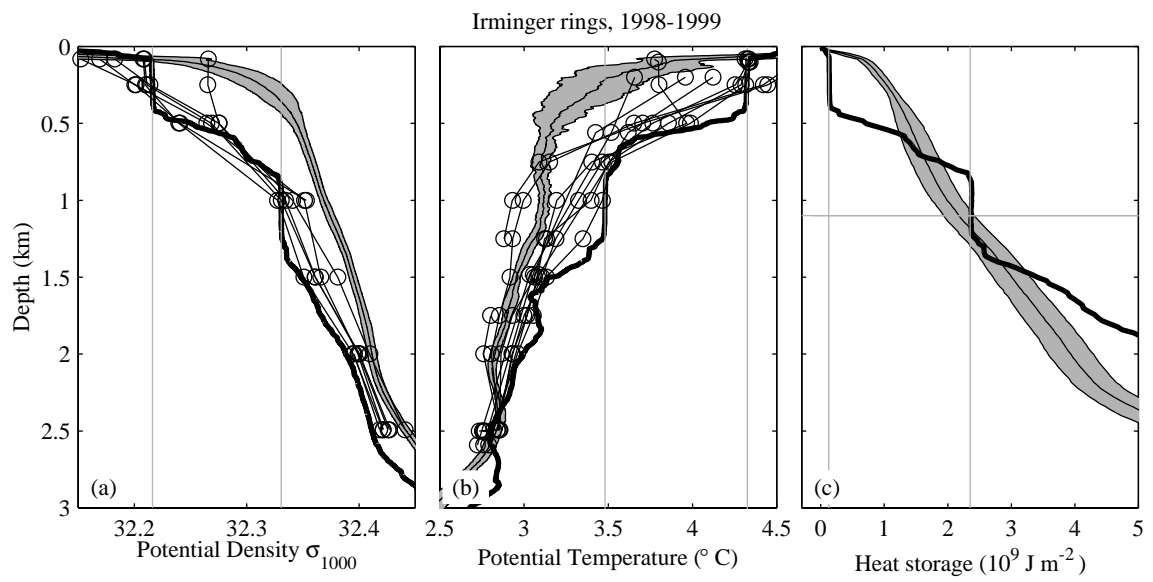 Irminger rings, 1998-1999
0
0.5
1
1.5
2
2.5
3
Depth (km)
(a)
(b)
(c)
32.2
32.3
32.4
2.5
3
3.5
4
4.5
0
1
2
3
4
5
Potential Density σ1000
Potential Temperature (° C)
Heat storage (10⁹ J m⁻²)